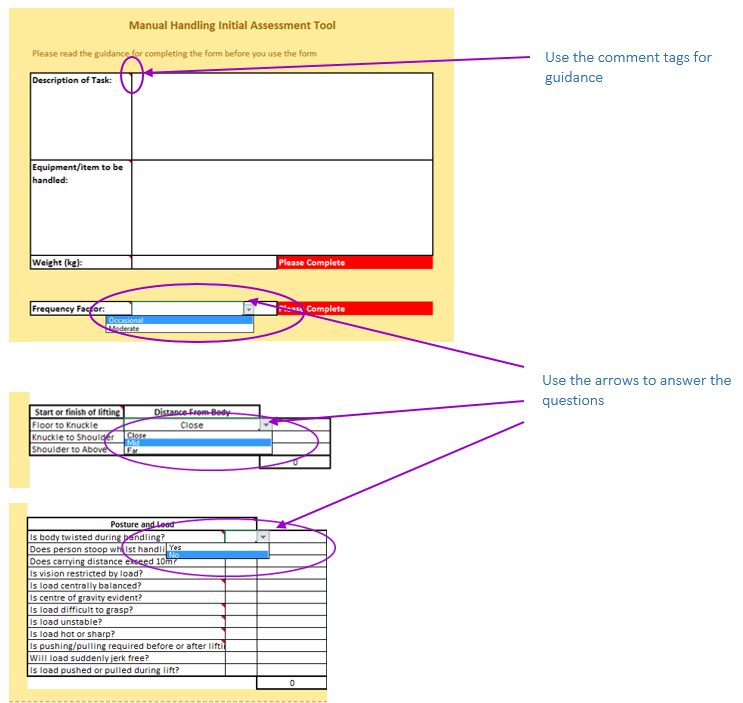 Manual Handling Initial Assessment Tool
Please read the guidance for completing the form before you use the form
Use the comment tags for
guidance
Description of Task:
Equipment/item to be
handled:
Weight (kg):
Please Complete
Frequency Factor:
Please Complete
Occasional
Moderate
Use the arrows to answer the
questions
Start or finish of lifting
Distance From Body
Floor to Knuckle
Close
Knuckle to Shoulder
Close
Mid
Shoulder to Above
Far
0
Posture and Load
Is body twisted during handling?
Does person stoop whilst handli
Yes
No
Does carrying distance exceed 10m?
Is vision restricted by load?
Is load centrally balanced?
Is centre of gravity evident?
Is load difficult to grasp?
Is load unstable?
Is load hot or sharp?
Is pushing/pulling required before or after lifti
Will load suddenly jerk free?
Is load pushed or pulled during lift?
0